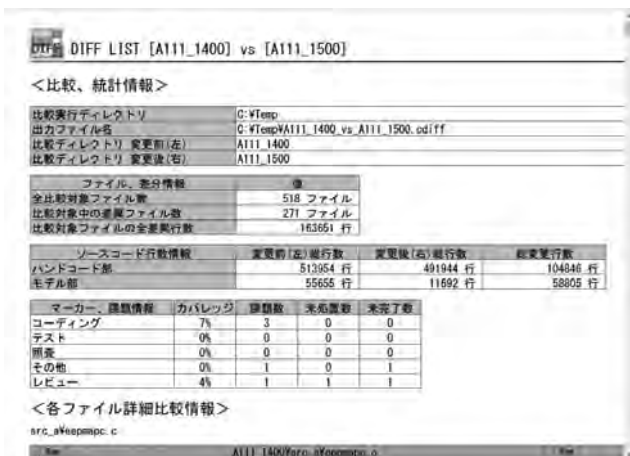 DIFF LIST [A111_1400] vs [A111_1500]
<比較、統計情報>
比較実行ディレクトリ C:¥Temp
出力ファイル名 C:¥Temp¥A111_1400_vs_A111_1500.odiff
比較ディレクトリ 変更前(左) A111_1400
比較ディレクトリ 変更後(右) A111_1500
ファイル、差分情報 値
全比較対象ファイル数 518 ファイル
比較対象中の差異ファイル数 271 ファイル
比較対象ファイルの全差異行数 163651 行
ソースコード行数情報 変更前(左)総行数 変更後(右)総行数 総変更行数
ハンドコード部 513954 行 491944 行 104846 行
モデル部 55655 行 11692 行 58805 行
マーカー、課題情報 カバレッジ 課題数 未処置数 未完了数
コーディング 7% 3 0 0
テスト 0% 0 0 0
照査 0% 0 0 0
その他 0% 1 0 1
レビュー 4% 1 1 1
<各ファイル詳細比較情報>